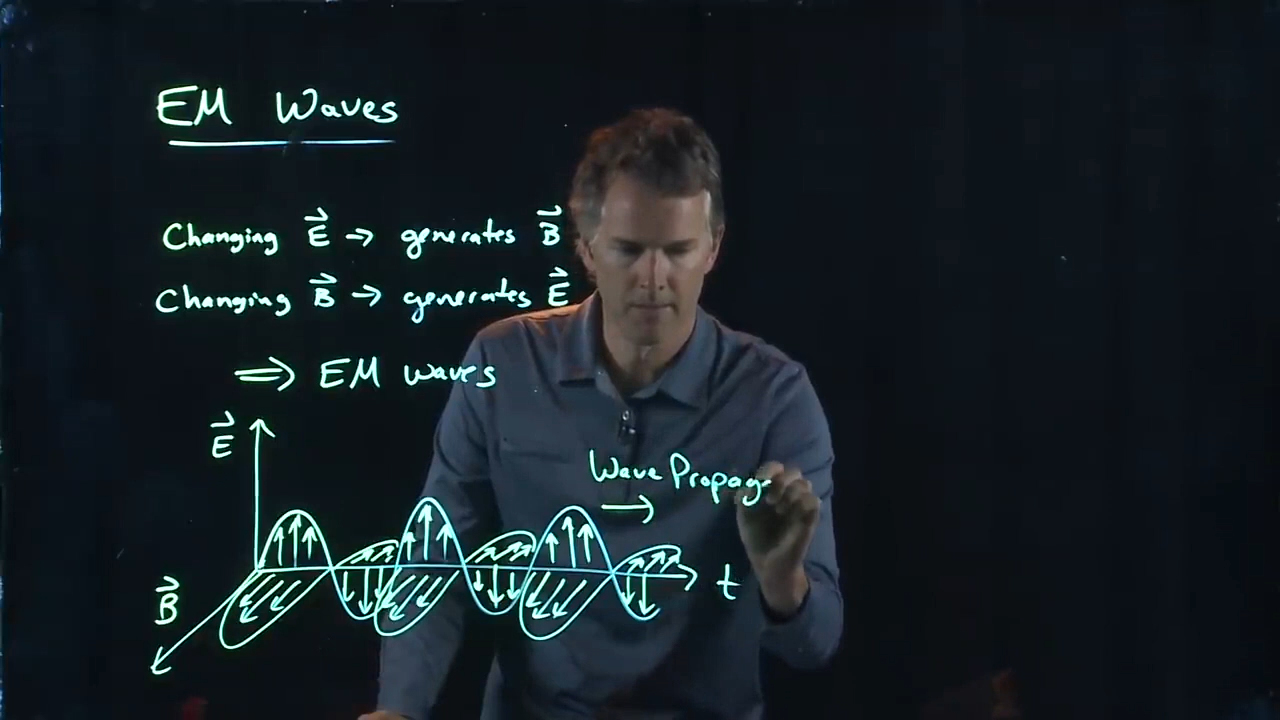 EM Waves
Changing E⃗ → generates B⃗
Changing B⃗ → generates E⃗
⇒ EM waves
E⃗
Wave Propag
→
B⃗
t